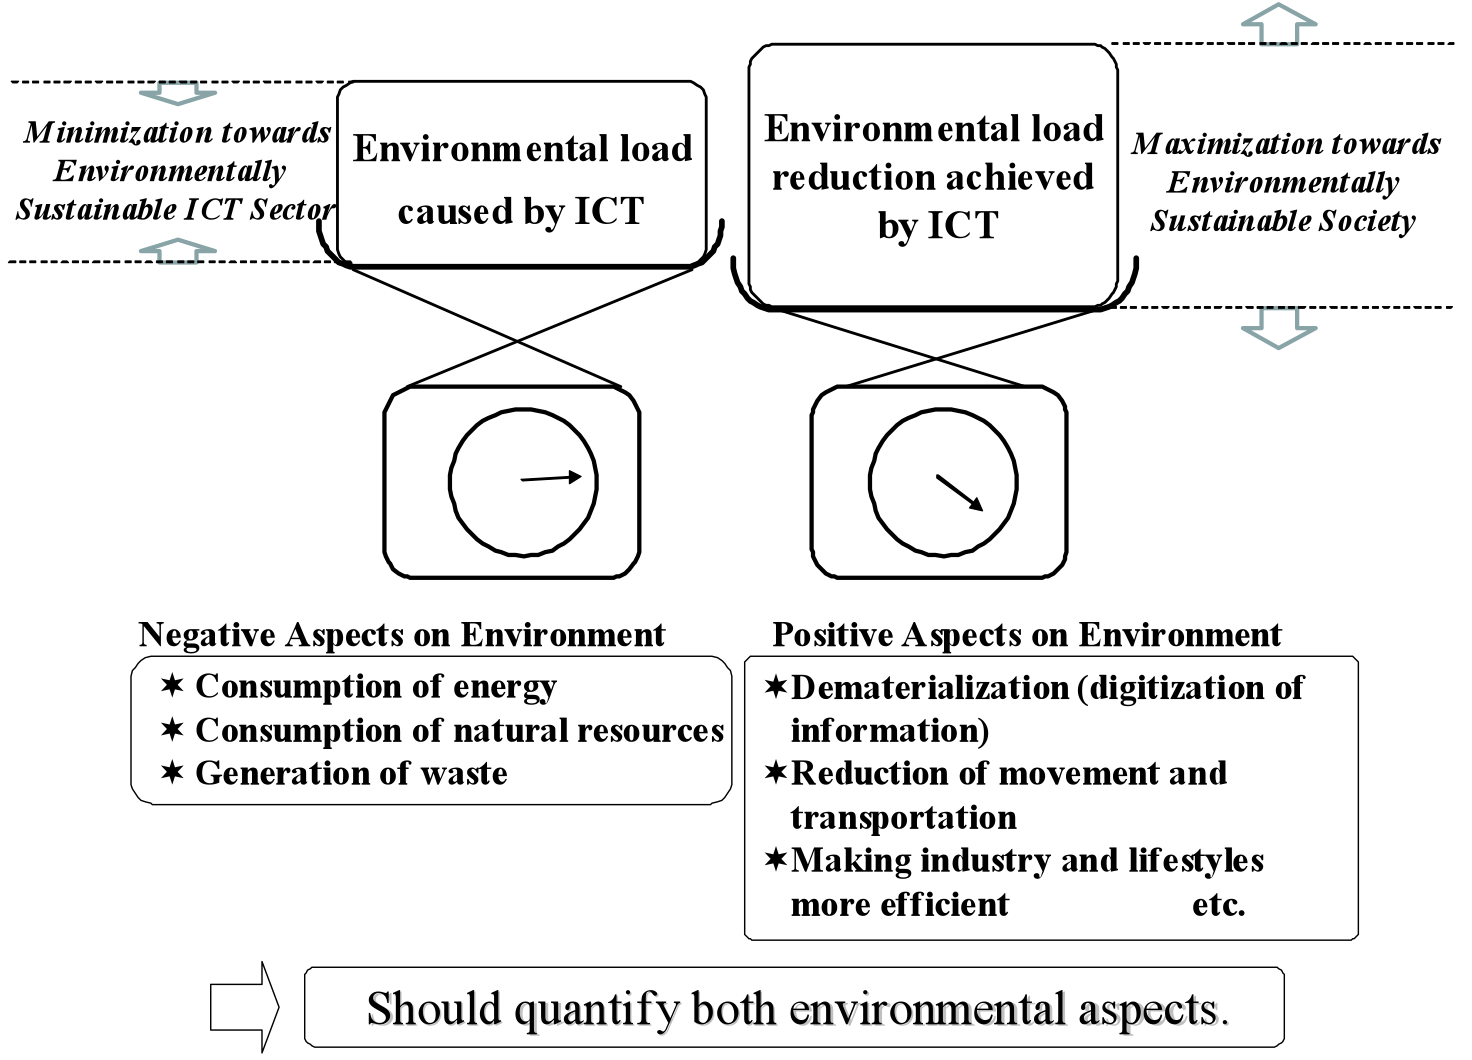 Minimization towards
Environmentally
Sustainable ICT Sector
Environmental load
caused by ICT
Environmental load
reduction achieved
by ICT
Maximization towards
Environmentally
Sustainable Society
Negative Aspects on Environment
✶ Consumption of energy
✶ Consumption of natural resources
✶ Generation of waste
Positive Aspects on Environment
✶Dematerialization (digitization of
information)
✶Reduction of movement and
transportation
✶Making industry and lifestyles
more efficient etc.
Should quantify both environmental aspects.